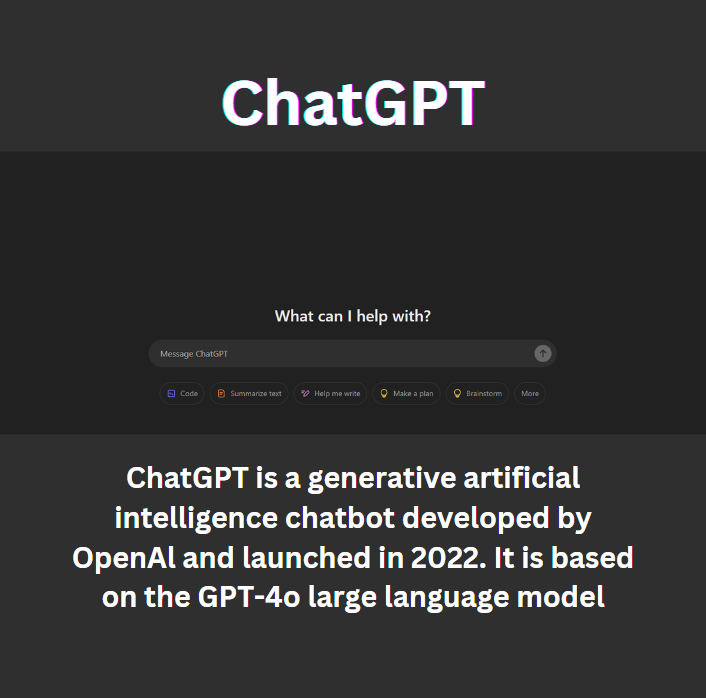 ChatGPT
What can I help with?
Message ChatGPT
Code Summarize text Help me write Make a plan Brainstorm More
ChatGPT is a generative artificial
intelligence chatbot developed by
OpenAl and launched in 2022. It is based
on the GPT-4o large language model